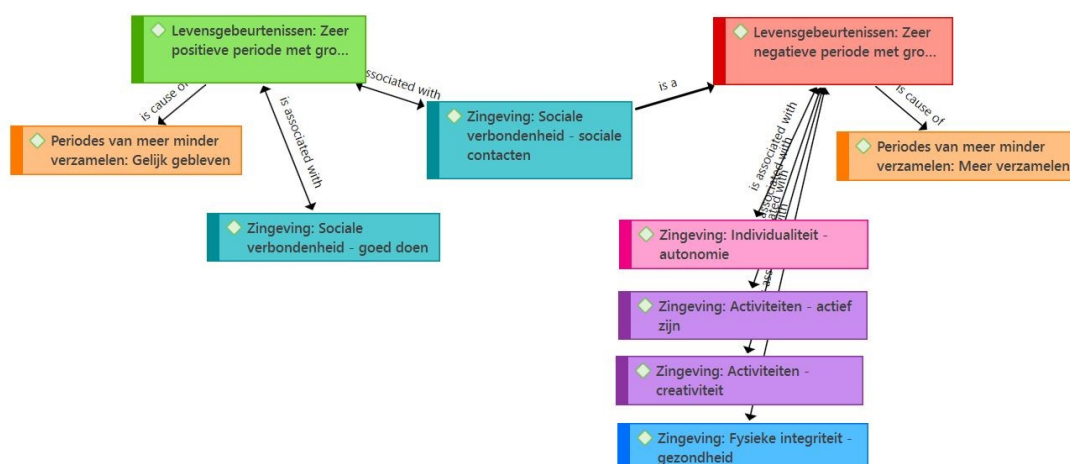 Levensgebeurtenissen: Zeer
positieve periode met gro...
Levensgebeurtenissen: Zeer
negatieve periode met gro...
is cause of
associated with
is a
is cause of
Periodes van meer minder
verzamelen: Gelijk gebleven
is associated with
Zingeving: Sociale
verbondenheid - sociale
contacten
is associated with
associated with
Periodes van meer minder
verzamelen: Meer verzamelen
Zingeving: Sociale
verbondenheid - goed doen
Zingeving: Individualiteit -
autonomie
Zingeving: Activiteiten - actief
zijn
Zingeving: Activiteiten -
creativiteit
Zingeving: Fysieke integriteit -
gezondheid